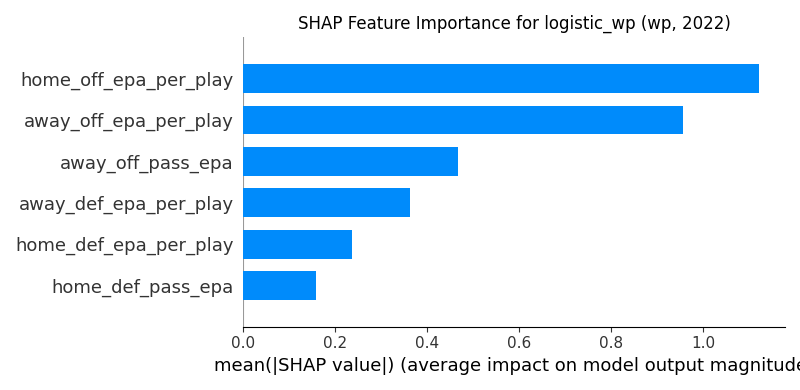 SHAP Feature Importance for logistic_wp (wp, 2022)
home_off_epa_per_play
away_off_epa_per_play
away_off_pass_epa
away_def_epa_per_play
home_def_epa_per_play
home_def_pass_epa
0.0 0.2 0.4 0.6 0.8 1.0
mean(|SHAP value|) (average impact on model output magnitude